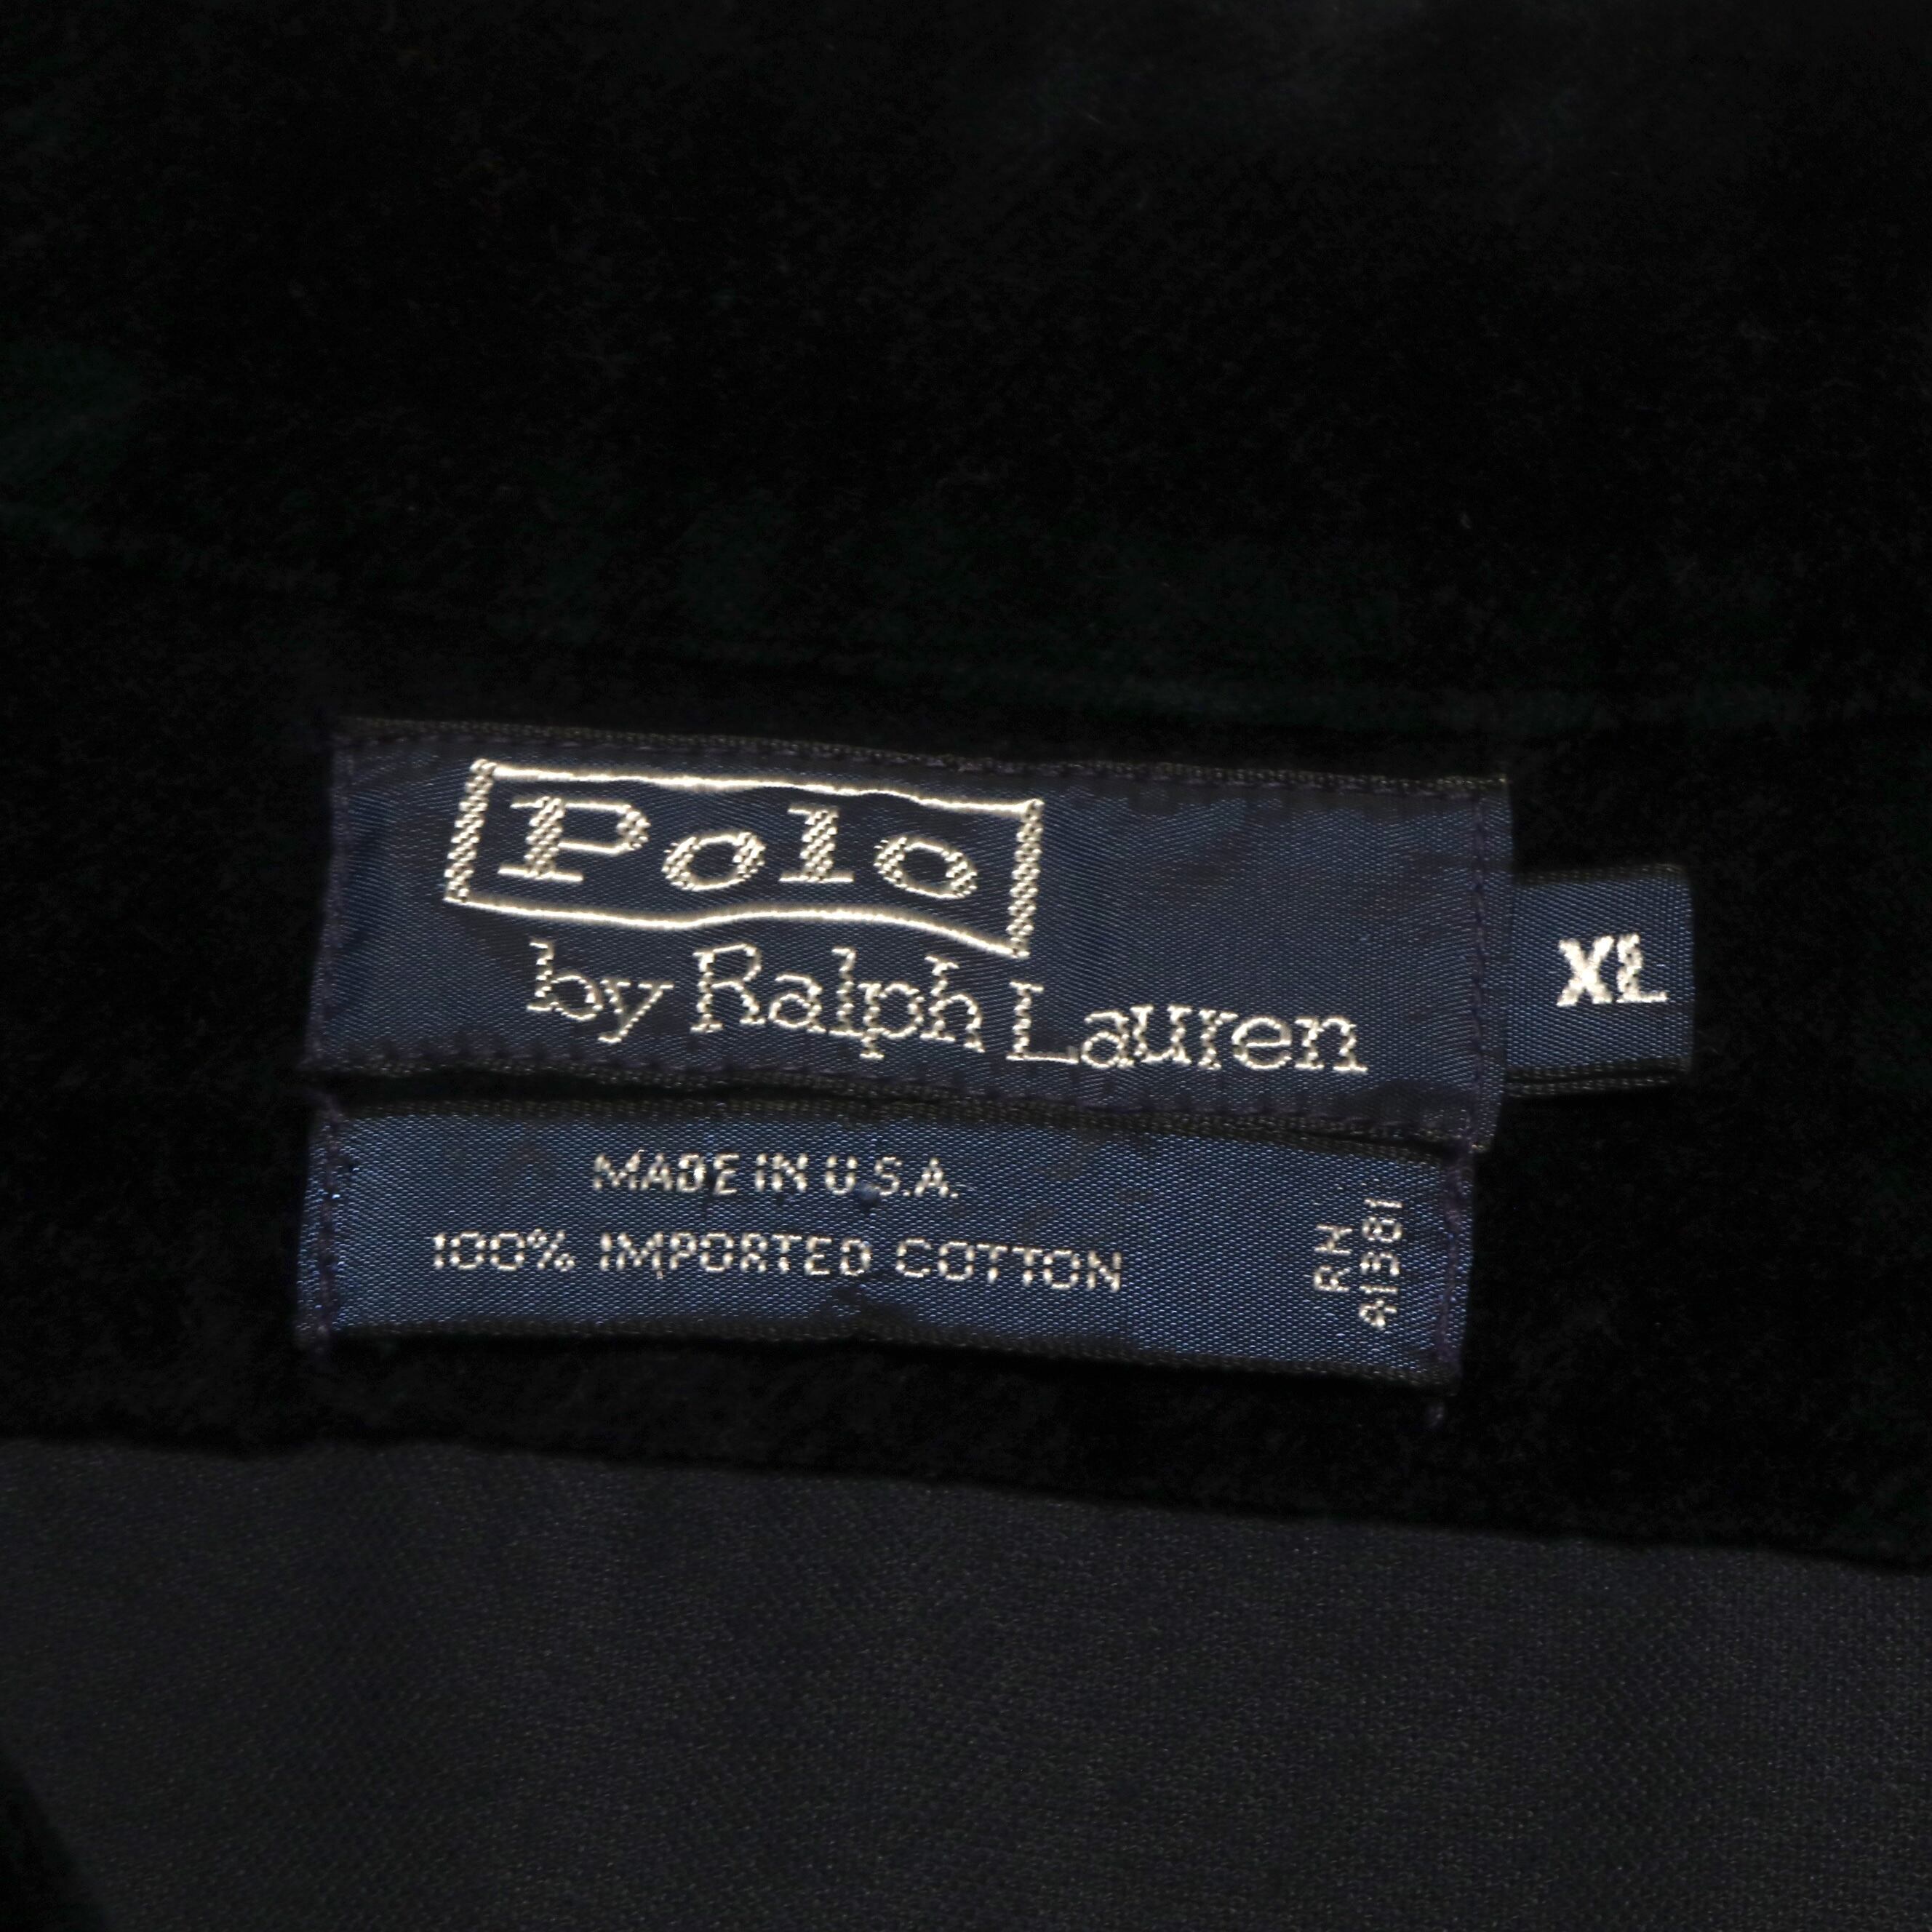 Polo
by Ralph Lauren
XL
MADE IN U.S.A.
100% IMPORTED COTTON
RN
41381